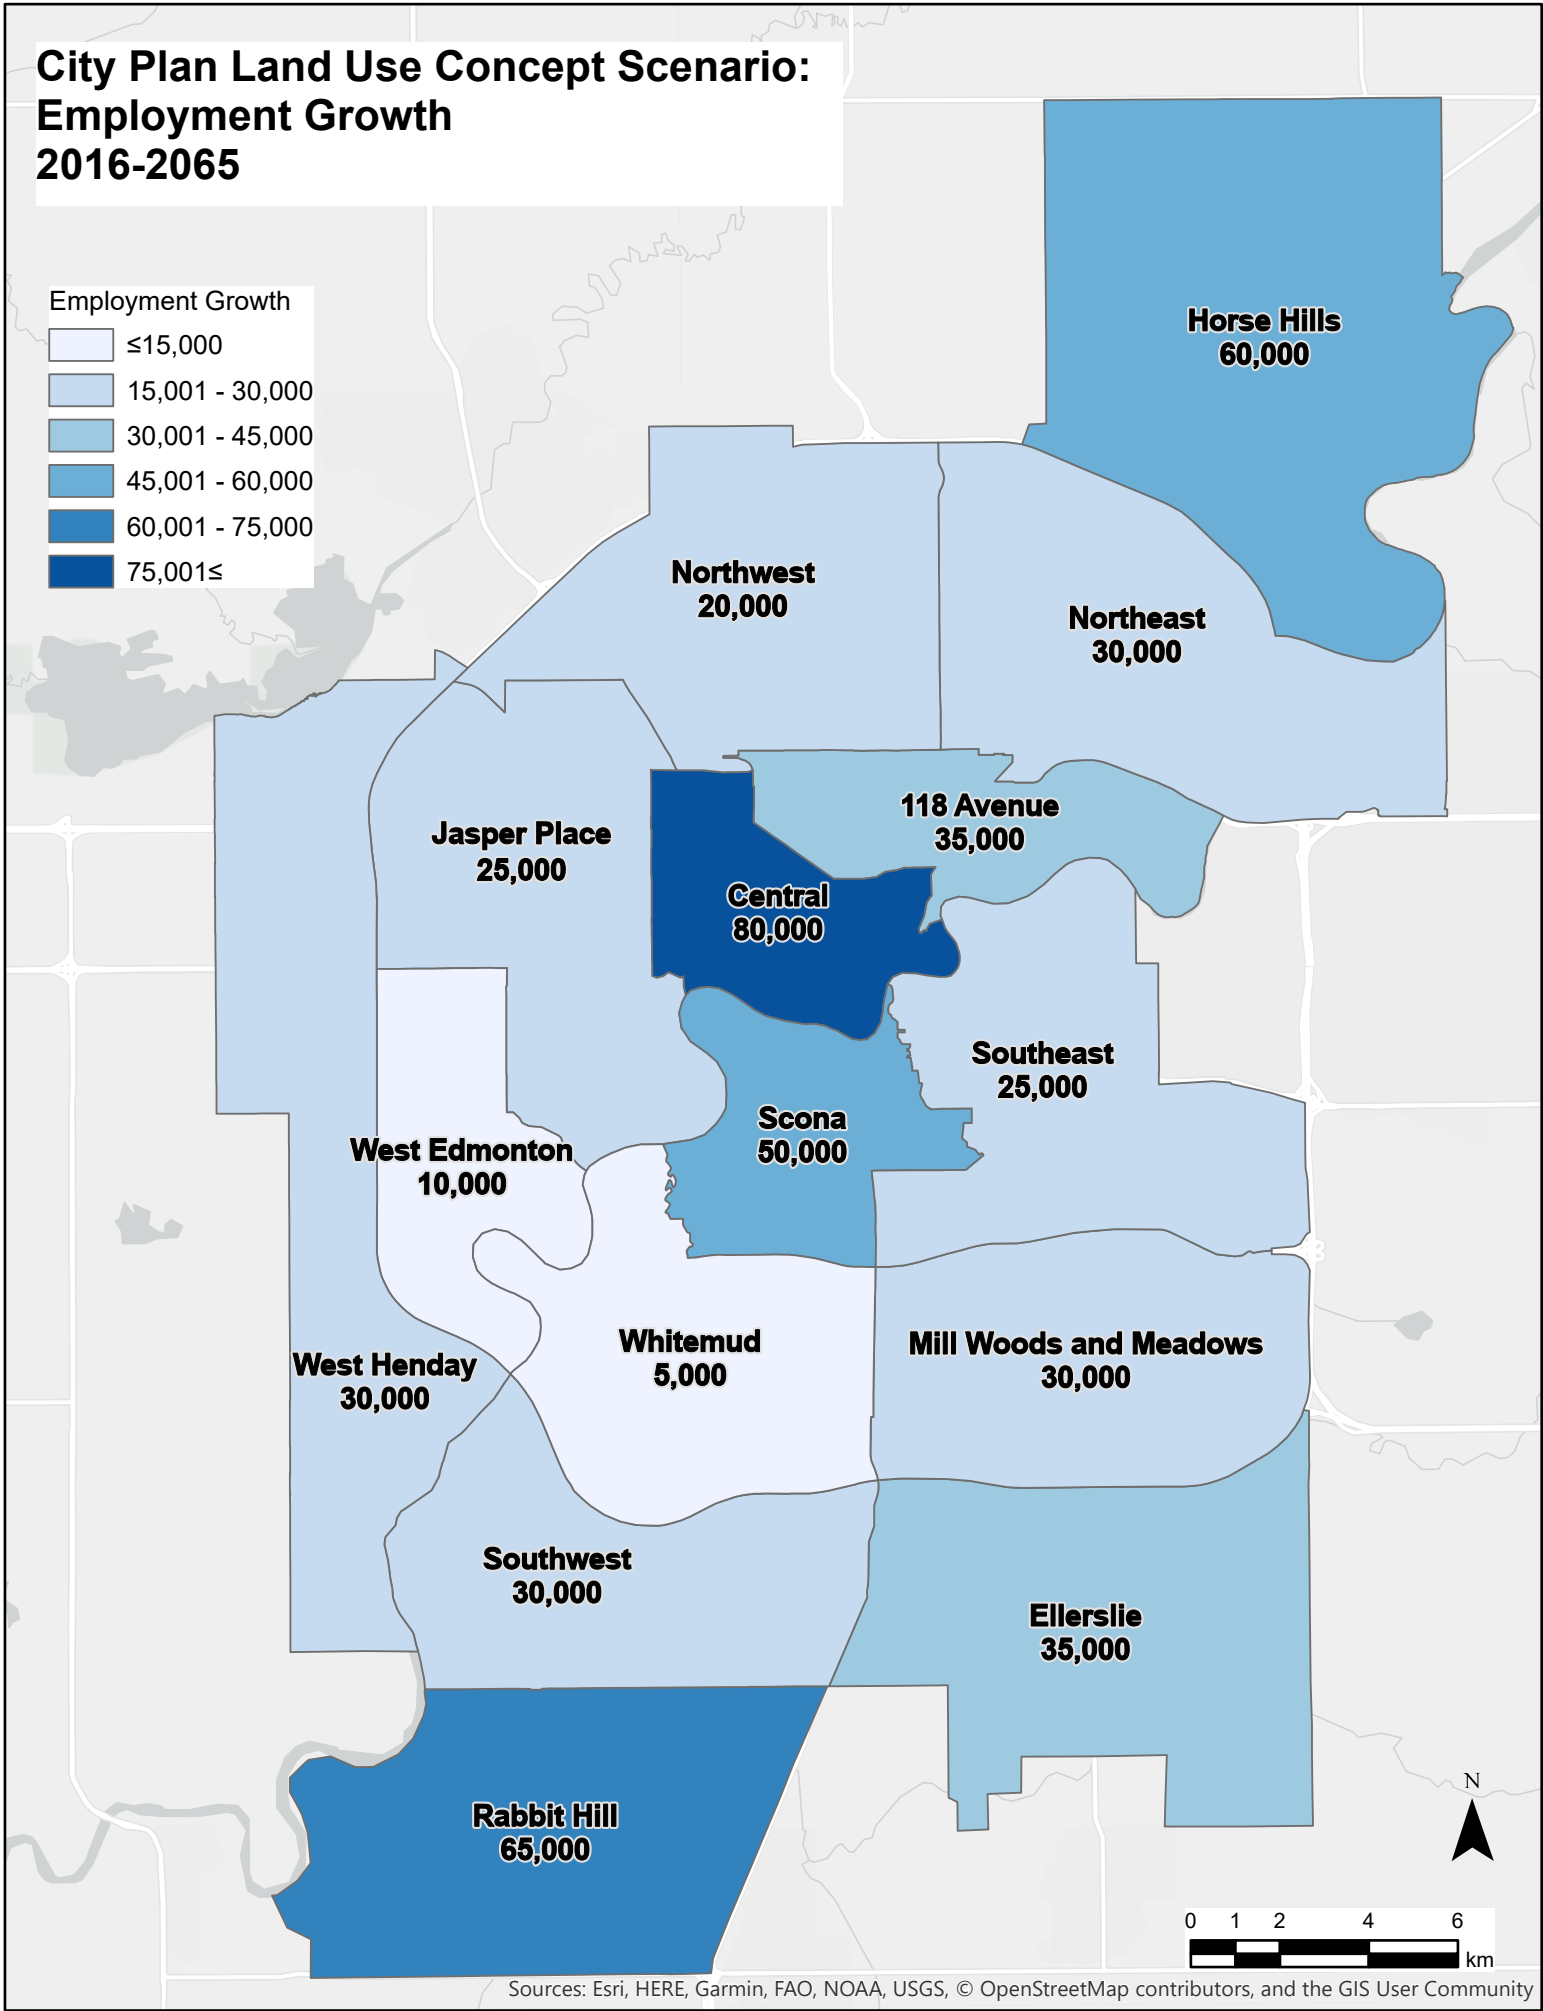 City Plan Land Use Concept Scenario:
Employment Growth
2016-2065
Employment Growth
≤15,000
15,001 - 30,000
30,001 - 45,000
45,001 - 60,000
60,001 - 75,000
75,001≤
Horse Hills
60,000
Northwest
20,000
Northeast
30,000
118 Avenue
35,000
Jasper Place
25,000
Central
80,000
Southeast
25,000
Scona
50,000
West Edmonton
10,000
Whitemud
5,000
Mill Woods and Meadows
30,000
West Henday
30,000
Southwest
30,000
Ellerslie
35,000
Rabbit Hill
65,000
N
0 1 2 4 6
km
Sources: Esri, HERE, Garmin, FAO, NOAA, USGS, © OpenStreetMap contributors, and the GIS User Community